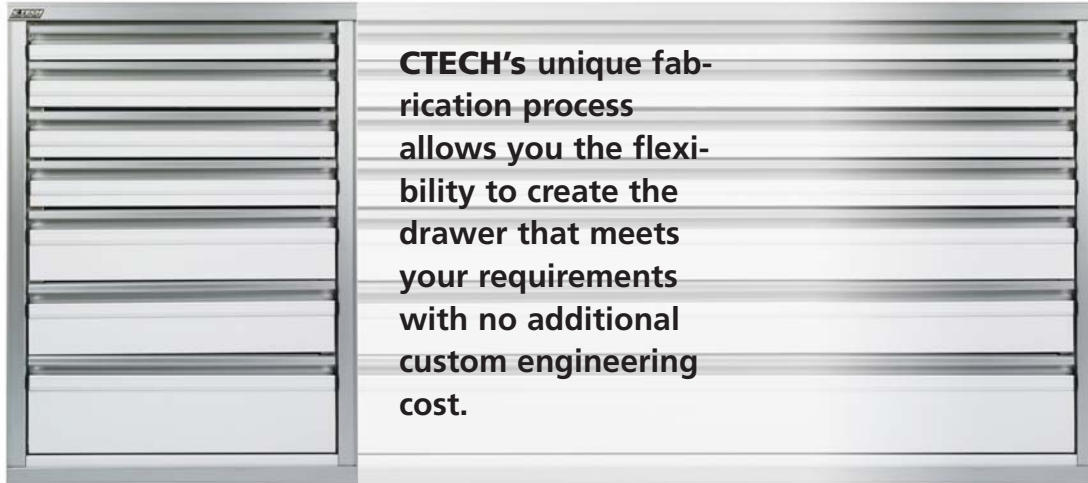 CTECH
CTECH's unique fab-
rication process
allows you the flexi-
bility to create the
drawer that meets
your requirements
with no additional
custom engineering
cost.